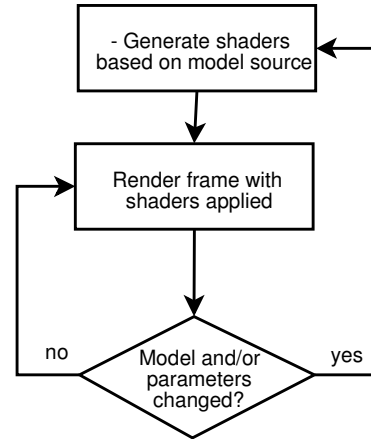 - Generate shaders
based on model source
Render frame with
shaders applied
no
Model and/or
parameters
changed?
yes